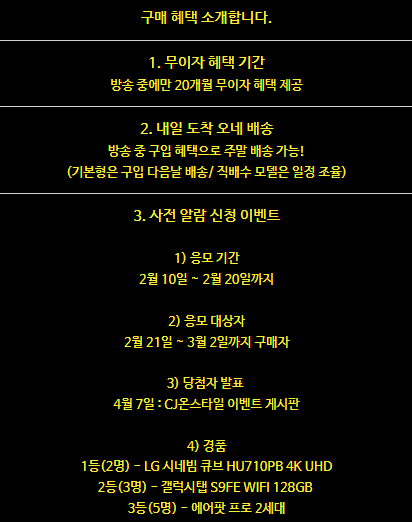 구매 혜택 소개합니다.
1. 무이자 혜택 기간
방송 중에만 20개월 무이자 혜택 제공
2. 내일 도착 오네 배송
방송 중 구입 혜택으로 주말 배송 가능!
(기본형은 구입 다음날 배송/ 직배수 모델은 일정 조율)
3. 사전 알람 신청 이벤트
1) 응모 기간
2월 10일 ~ 2월 20일까지
2) 응모 대상자
2월 21일 ~ 3월 2일까지 구매자
3) 당첨자 발표
4월 7일 : CJ온스타일 이벤트 게시판
4) 경품
1등(2명) - LG 시네빔 큐브 HU710PB 4K UHD
2등(3명) - 갤럭시탭 S9FE WIFI 128GB
3등(5명) - 에어팟 프로 2세대